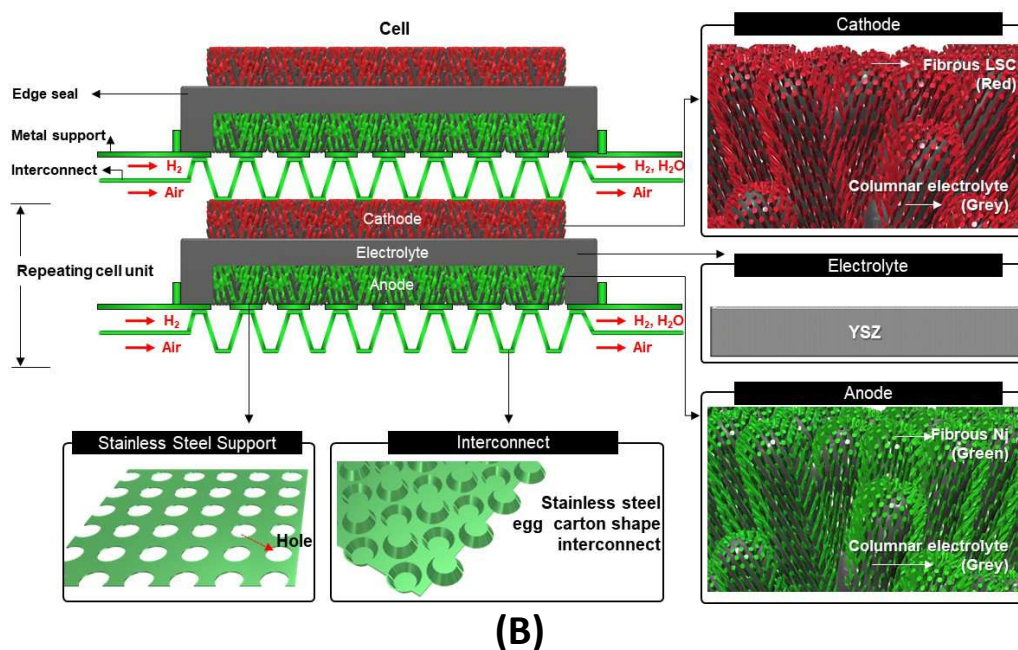 Cell
Edge seal
Metal support
Interconnect
H₂
H₂, H₂O
Air
Air
Repeating cell unit
Cathode
Electrolyte
Anode
H₂
H₂, H₂O
Air
Air
Cathode
Fibrous LSC
(Red)
Columnar electrolyte
(Grey)
Electrolyte
YSZ
Anode
Fibrous Ni
(Green)
Columnar electrolyte
(Grey)
Stainless Steel Support
Hole
Interconnect
Stainless steel
egg carton shape
interconnect
(B)